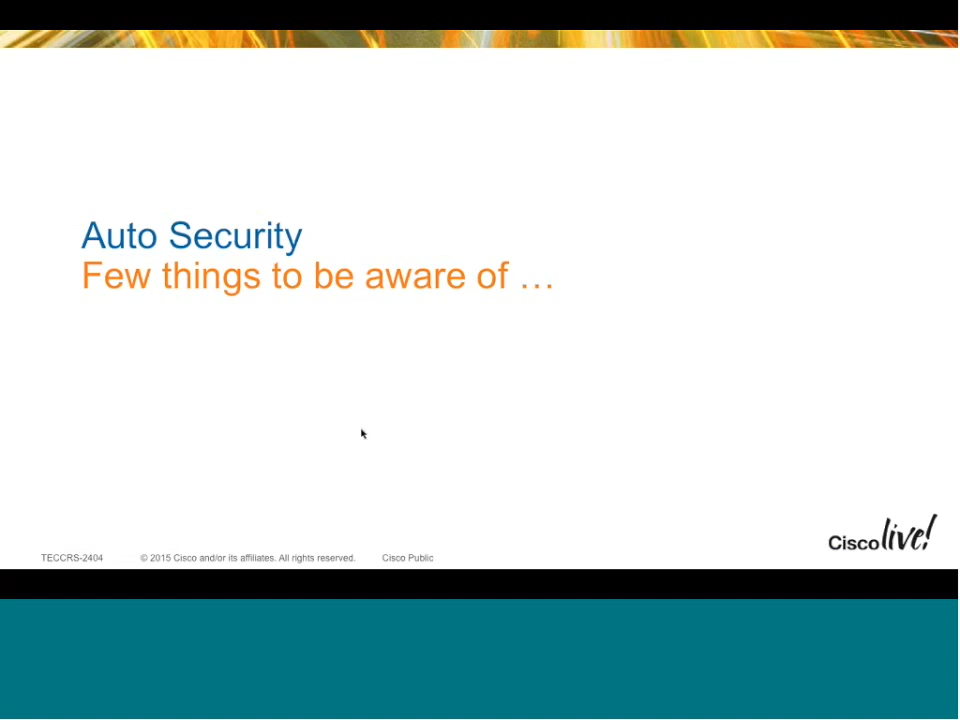 Auto Security
Few things to be aware of …
Cisco live!
TECCRS-2404 © 2015 Cisco and/or its affiliates. All rights reserved. Cisco Public